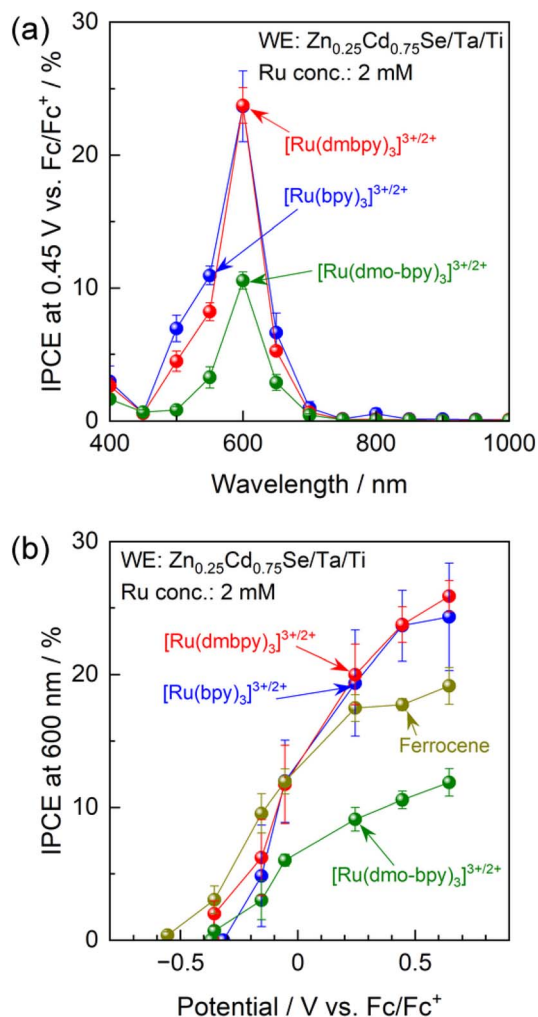 (a)
30
20
10
0
IPCE at 0.45 V vs. Fc/Fc⁺ / %
WE: Zn₀.₂₅Cd₀.₇₅Se/Ta/Ti
Ru conc.: 2 mM
[Ru(dmbpy)₃]³⁺/²⁺
[Ru(bpy)₃]³⁺/²⁺
[Ru(dmo-bpy)₃]³⁺/²⁺
400 600 800 1000
Wavelength / nm
(b)
30
20
10
0
IPCE at 600 nm / %
WE: Zn₀.₂₅Cd₀.₇₅Se/Ta/Ti
Ru conc.: 2 mM
[Ru(dmbpy)₃]³⁺/²⁺
[Ru(bpy)₃]³⁺/²⁺
Ferrocene
[Ru(dmo-bpy)₃]³⁺/²⁺
−0.5 0 0.5
Potential / V vs. Fc/Fc⁺